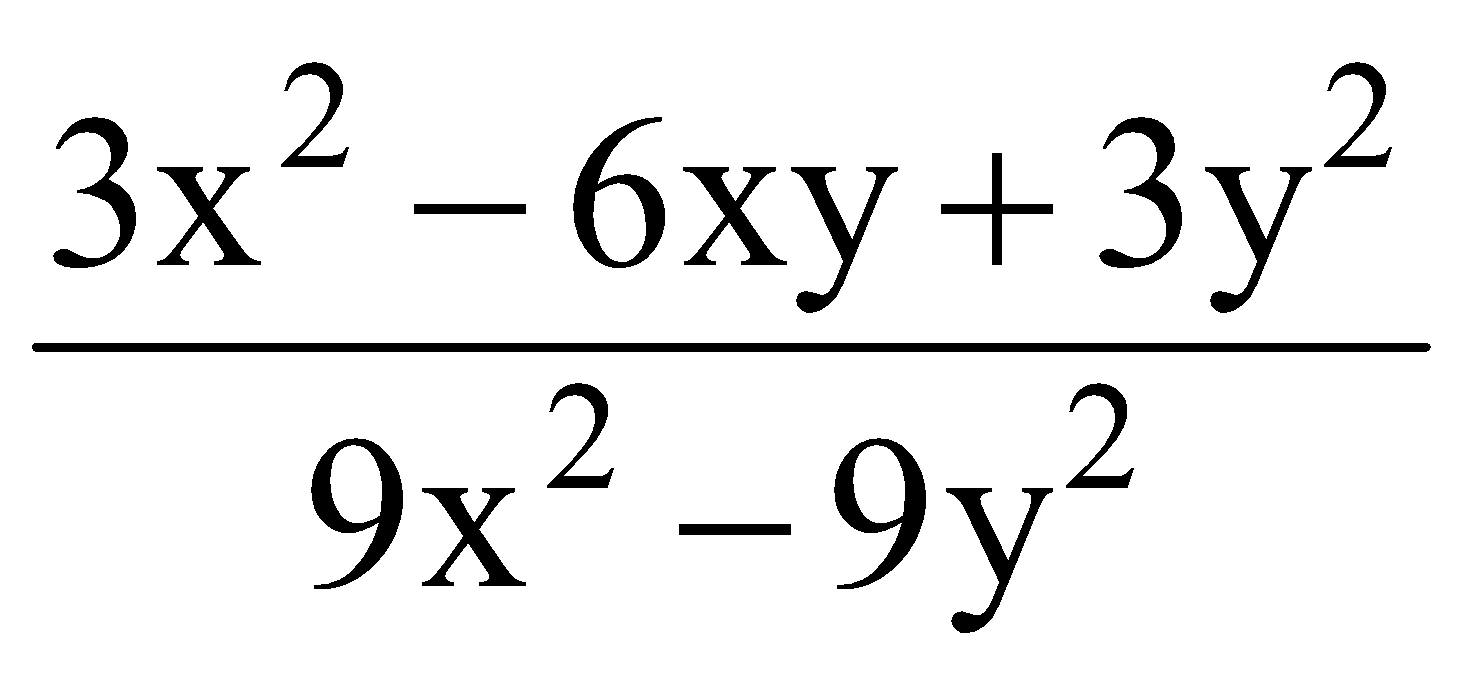 3x² − 6xy + 3y²
9x² − 9y²